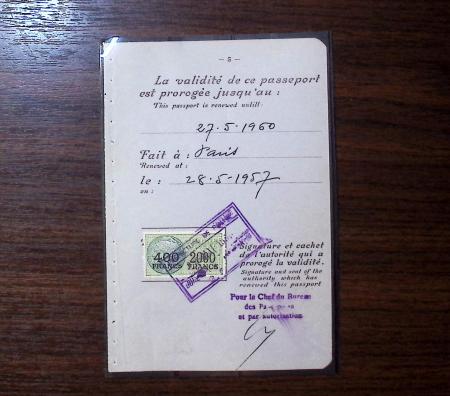 - 8 -
La validité de ce passeport
est prorogée jusqu'au :
This passport is renewed untill:
27.5.1960
Fait à : Paris
Renewed at:
le : 28.5-1957
on :
400 2000
FRANCS FRANCS
Signature et cachet
de l'autorité qui a
prorogé la validité.
Signature and seal of the
authority which has
renewed this passport
Pour le Chef du Bureau
des
et par autorisation